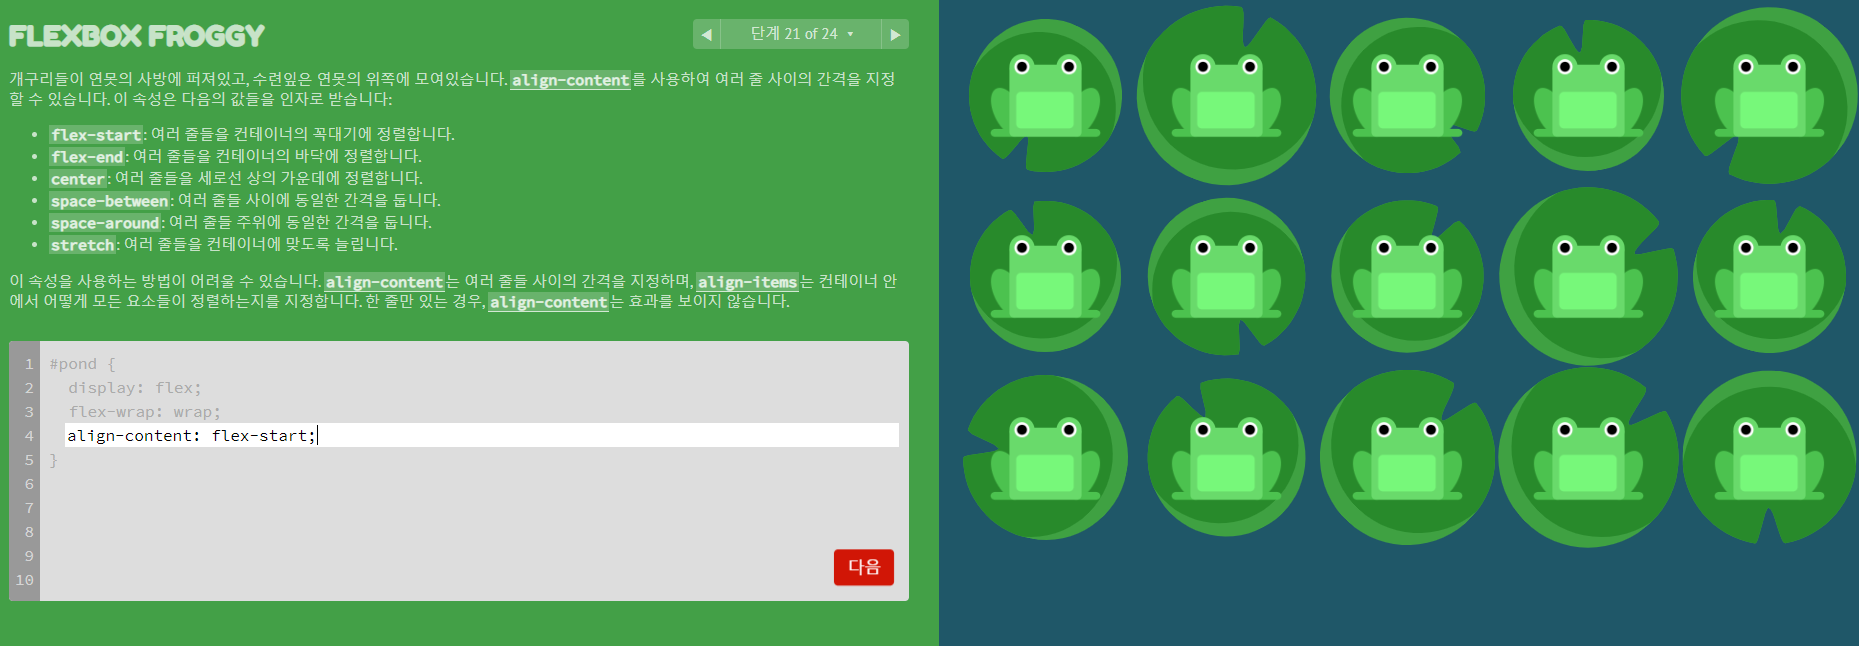 FLEXBOX FROGGY
◀ 단계 21 of 24 ▾ ▶
개구리들이 연못의 사방에 퍼져있고, 수련잎은 연못의 위쪽에 모여있습니다. align-content를 사용하여 여러 줄 사이의 간격을 지정
할 수 있습니다. 이 속성은 다음의 값들을 인자로 받습니다:
• flex-start: 여러 줄들을 컨테이너의 꼭대기에 정렬합니다.
• flex-end: 여러 줄들을 컨테이너의 바닥에 정렬합니다.
• center: 여러 줄들을 세로선 상의 가운데에 정렬합니다.
• space-between: 여러 줄들 사이에 동일한 간격을 둡니다.
• space-around: 여러 줄들 주위에 동일한 간격을 둡니다.
• stretch: 여러 줄들을 컨테이너에 맞도록 늘립니다.
이 속성을 사용하는 방법이 어려울 수 있습니다. align-content는 여러 줄들 사이의 간격을 지정하며, align-items는 컨테이너 안
에서 어떻게 모든 요소들이 정렬하는지를 지정합니다. 한 줄만 있는 경우, align-content는 효과를 보이지 않습니다.
1 #pond {
2 display: flex;
3 flex-wrap: wrap;
4 align-content: flex-start;
5 }
6
7
8
9
10
다음